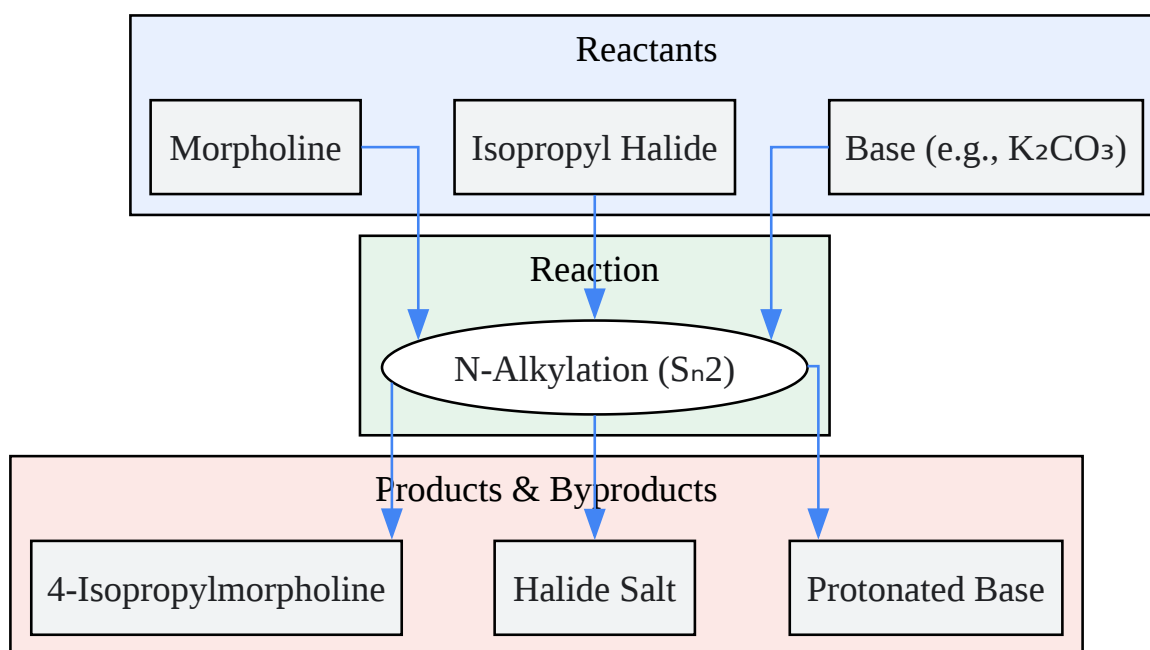 Reactants
Morpholine
Isopropyl Halide
Base (e.g., K₂CO₃)
Reaction
N-Alkylation (Sₙ2)
Products & Byproducts
4-Isopropylmorpholine
Halide Salt
Protonated Base